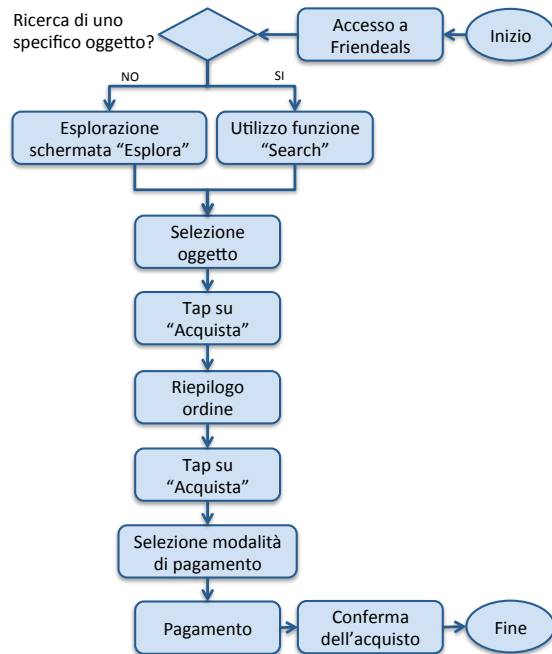 Ricerca di uno
specifico oggetto?
Accesso a
Friendeals
Inizio
NO
SI
Esplorazione
schermata “Esplora”
Utilizzo funzione
“Search”
Selezione
oggetto
Tap su
“Acquista”
Riepilogo
ordine
Tap su
“Acquista”
Selezione modalità
di pagamento
Pagamento
Conferma
dell’acquisto
Fine